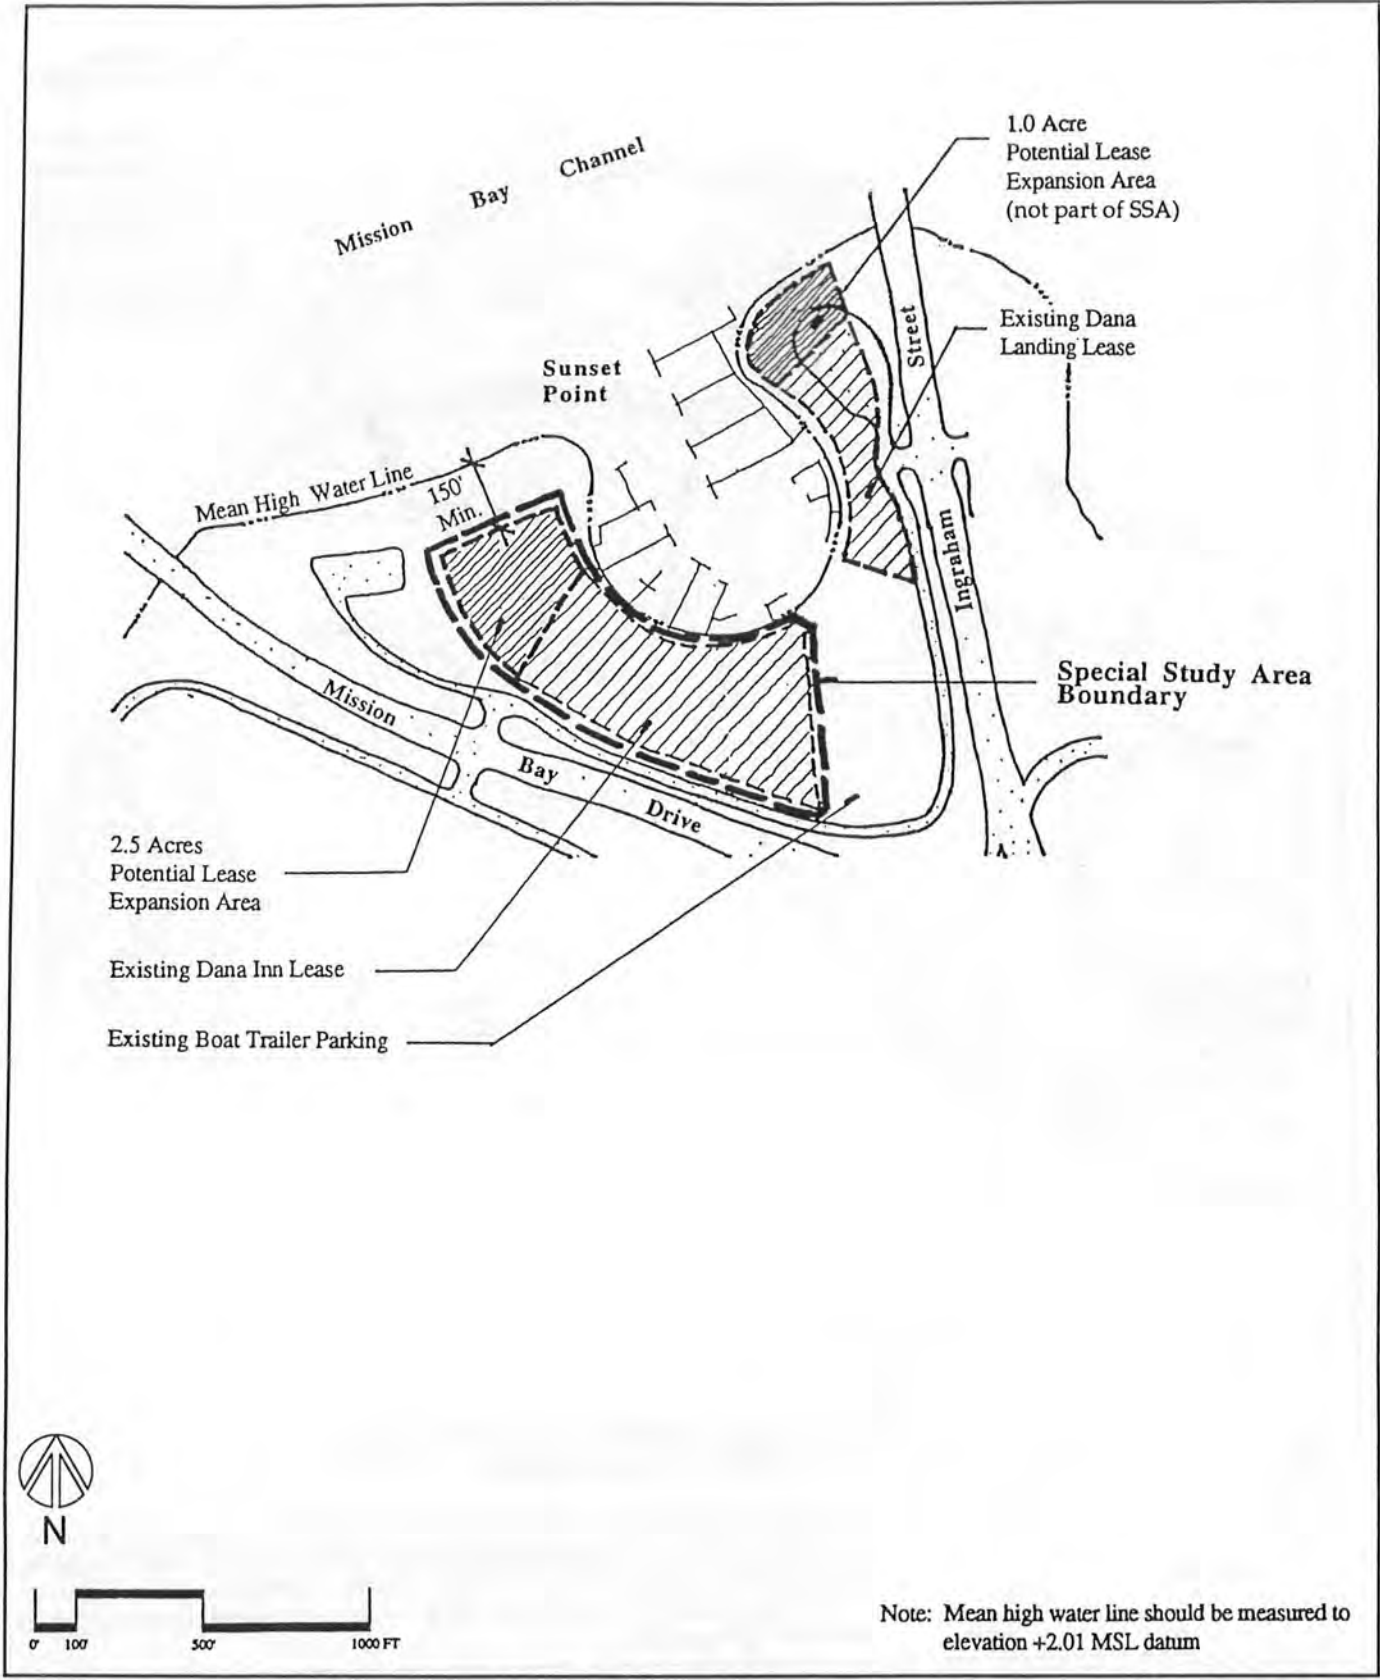 1.0 Acre
Potential Lease
Expansion Area
(not part of SSA)
Mission Bay Channel
Existing Dana
Landing Lease
Street
Sunset
Point
Mean High Water Line
150'
Min.
Ingraham
Special Study Area
Boundary
Mission
Bay
Drive
2.5 Acres
Potential Lease
Expansion Area
Existing Dana Inn Lease
Existing Boat Trailer Parking
N
0' 100' 500' 1000 FT
Note: Mean high water line should be measured to
elevation +2.01 MSL datum